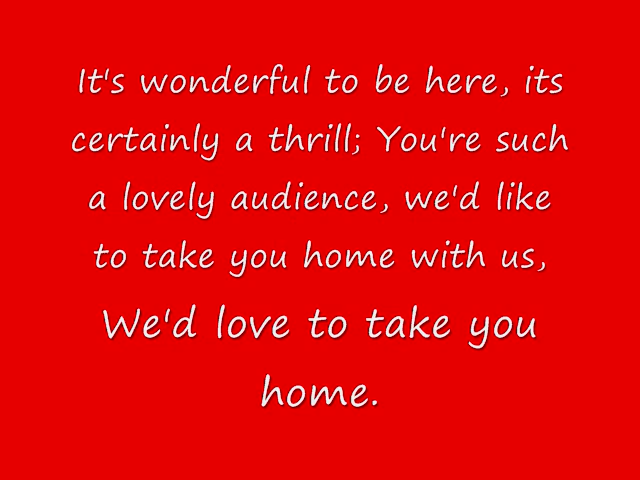 It's wonderful to be here, its
certainly a thrill; You're such
a lovely audience, we'd like
to take you home with us,
We'd love to take you
home.